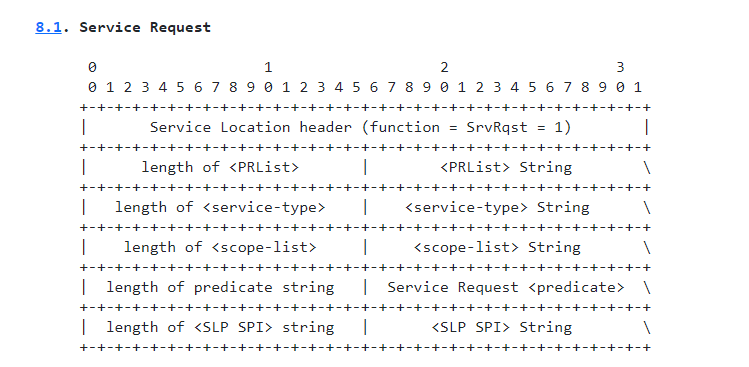 8.1. Service Request
0                   1                   2                   3
0 1 2 3 4 5 6 7 8 9 0 1 2 3 4 5 6 7 8 9 0 1 2 3 4 5 6 7 8 9 0 1
+-+-+-+-+-+-+-+-+-+-+-+-+-+-+-+-+-+-+-+-+-+-+-+-+-+-+-+-+-+-+-+-+
|       Service Location header (function = SrvRqst = 1)        |
+-+-+-+-+-+-+-+-+-+-+-+-+-+-+-+-+-+-+-+-+-+-+-+-+-+-+-+-+-+-+-+-+
|      length of <PRList>       |        <PRList> String        \
+-+-+-+-+-+-+-+-+-+-+-+-+-+-+-+-+-+-+-+-+-+-+-+-+-+-+-+-+-+-+-+-+
|   length of <service-type>    |    <service-type> String      \
+-+-+-+-+-+-+-+-+-+-+-+-+-+-+-+-+-+-+-+-+-+-+-+-+-+-+-+-+-+-+-+-+
|    length of <scope-list>     |     <scope-list> String       \
+-+-+-+-+-+-+-+-+-+-+-+-+-+-+-+-+-+-+-+-+-+-+-+-+-+-+-+-+-+-+-+-+
|  length of predicate string   |  Service Request <predicate>  \
+-+-+-+-+-+-+-+-+-+-+-+-+-+-+-+-+-+-+-+-+-+-+-+-+-+-+-+-+-+-+-+-+
|  length of <SLP SPI> string   |       <SLP SPI> String        \
+-+-+-+-+-+-+-+-+-+-+-+-+-+-+-+-+-+-+-+-+-+-+-+-+-+-+-+-+-+-+-+-+